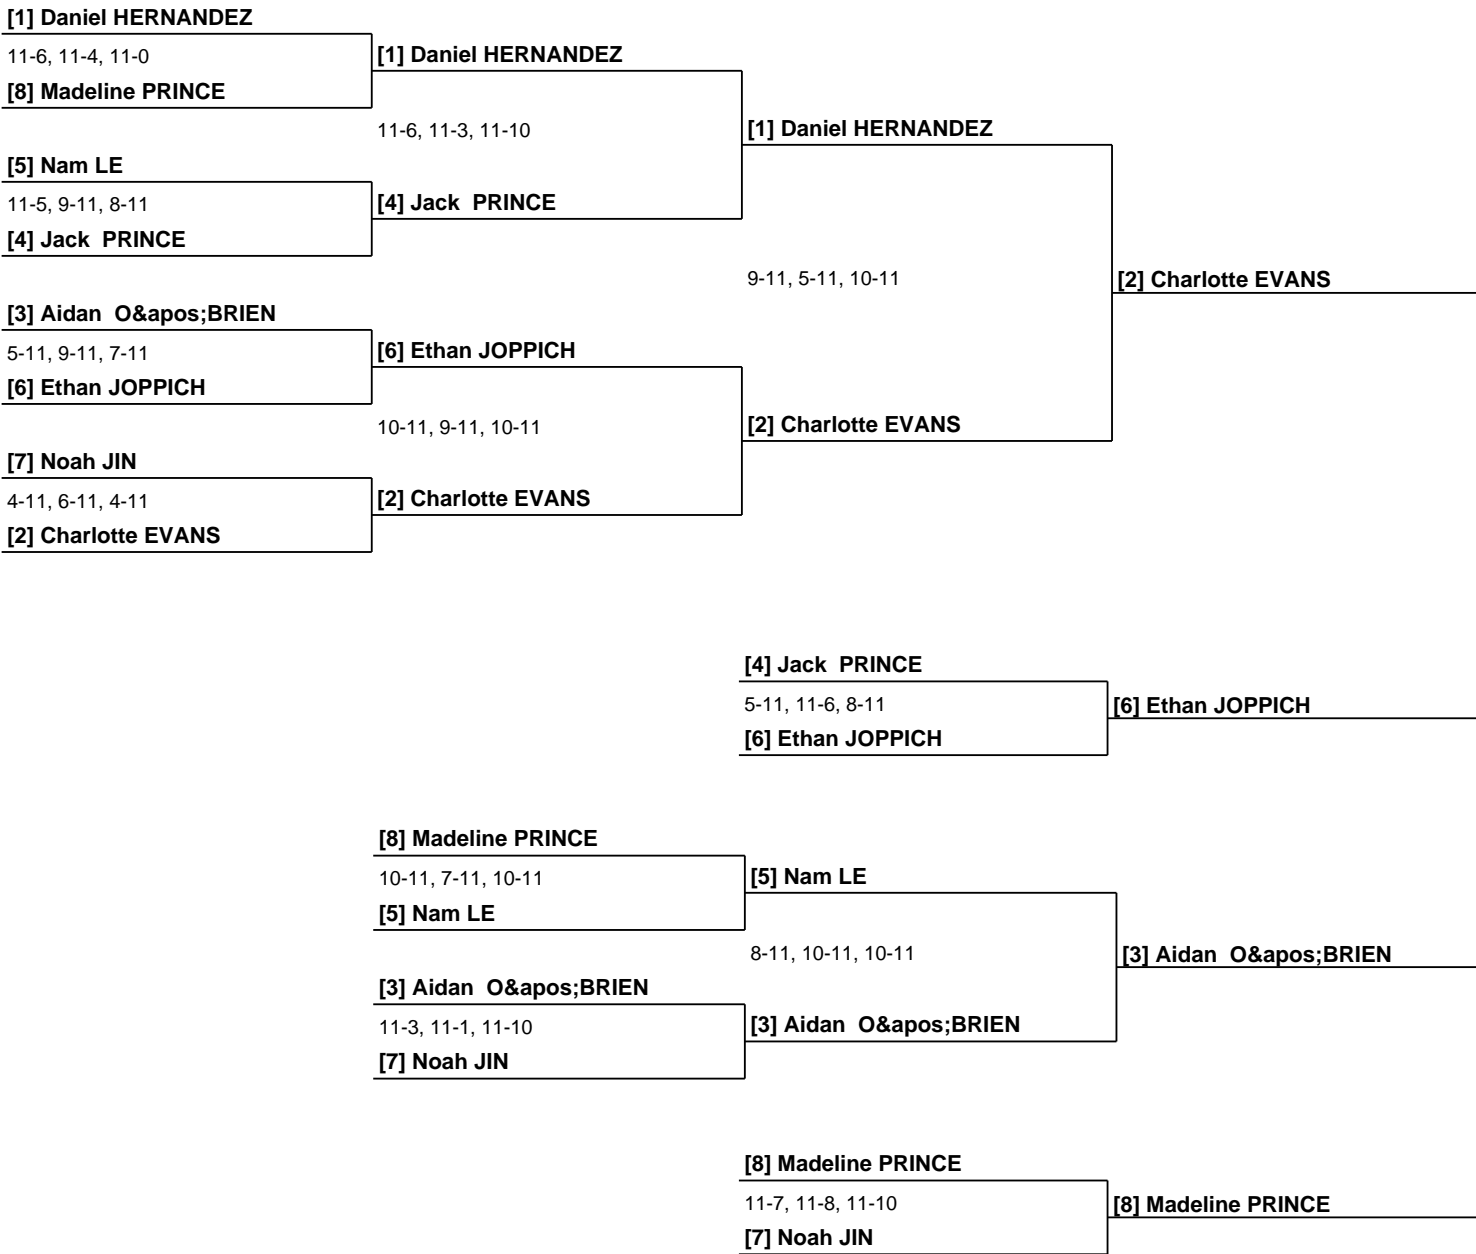 [1] Daniel HERNANDEZ
11-6, 11-4, 11-0
[8] Madeline PRINCE
[1] Daniel HERNANDEZ
11-6, 11-3, 11-10
[1] Daniel HERNANDEZ
[5] Nam LE
11-5, 9-11, 8-11
[4] Jack  PRINCE
[4] Jack  PRINCE
9-11, 5-11, 10-11
[2] Charlotte EVANS
[3] Aidan  O&apos;BRIEN
5-11, 9-11, 7-11
[6] Ethan JOPPICH
[6] Ethan JOPPICH
10-11, 9-11, 10-11
[2] Charlotte EVANS
[7] Noah JIN
4-11, 6-11, 4-11
[2] Charlotte EVANS
[2] Charlotte EVANS
[4] Jack  PRINCE
5-11, 11-6, 8-11
[6] Ethan JOPPICH
[6] Ethan JOPPICH
[8] Madeline PRINCE
10-11, 7-11, 10-11
[5] Nam LE
[5] Nam LE
8-11, 10-11, 10-11
[3] Aidan  O&apos;BRIEN
[3] Aidan  O&apos;BRIEN
11-3, 11-1, 11-10
[7] Noah JIN
[3] Aidan  O&apos;BRIEN
[8] Madeline PRINCE
11-7, 11-8, 11-10
[7] Noah JIN
[8] Madeline PRINCE